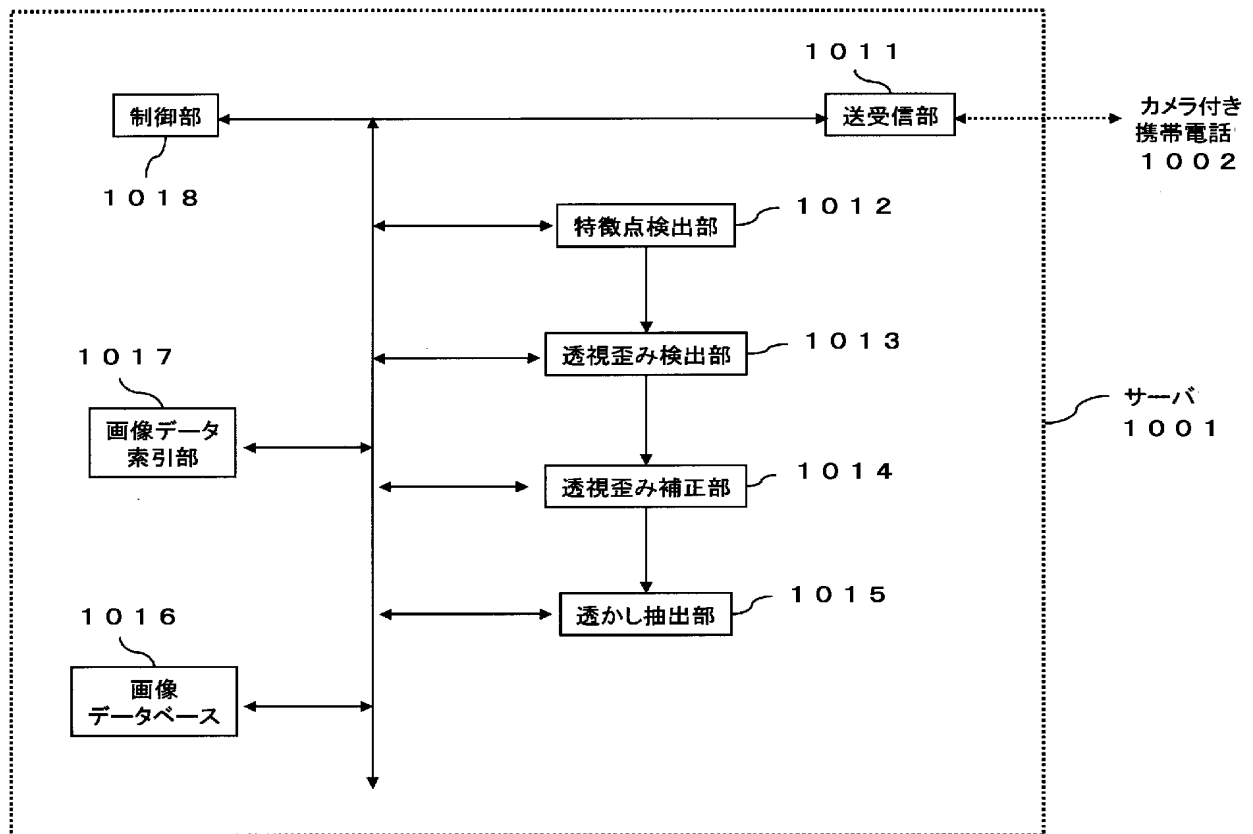 1011
制御部
送受信部
カメラ付き
携帯電話
1002
1018
1012
特徴点検出部
1013
透視歪み検出部
1017
画像データ
索引部
サーバ
1001
1014
透視歪み補正部
1015
透かし抽出部
1016
画像
データベース